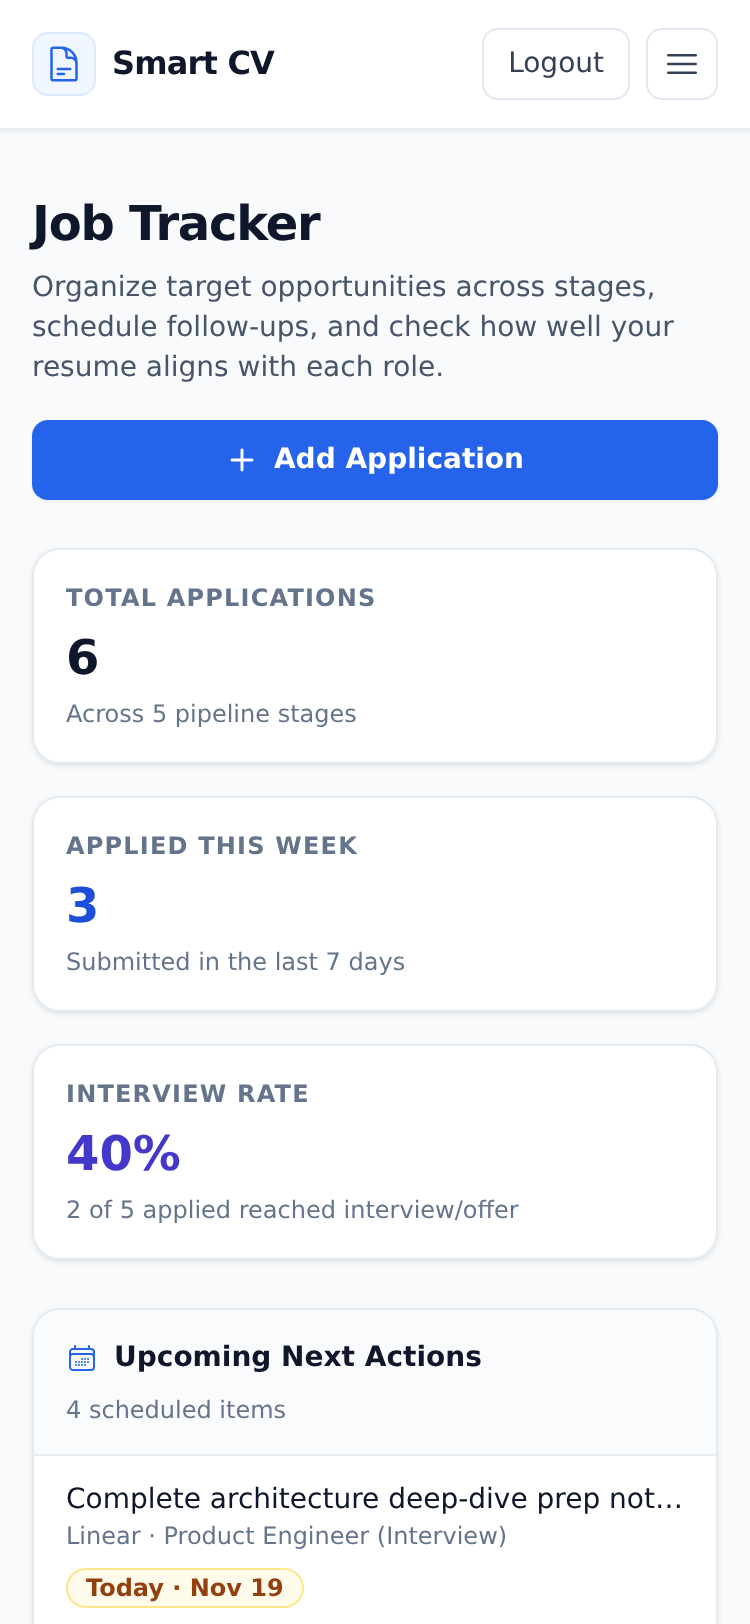 Smart CV
Logout
Job Tracker
Organize target opportunities across stages,
schedule follow-ups, and check how well your
resume aligns with each role.
Add Application
TOTAL APPLICATIONS
6
Across 5 pipeline stages
APPLIED THIS WEEK
3
Submitted in the last 7 days
INTERVIEW RATE
40%
2 of 5 applied reached interview/offer
Upcoming Next Actions
4 scheduled items
Complete architecture deep-dive prep not…
Linear · Product Engineer (Interview)
Today · Nov 19